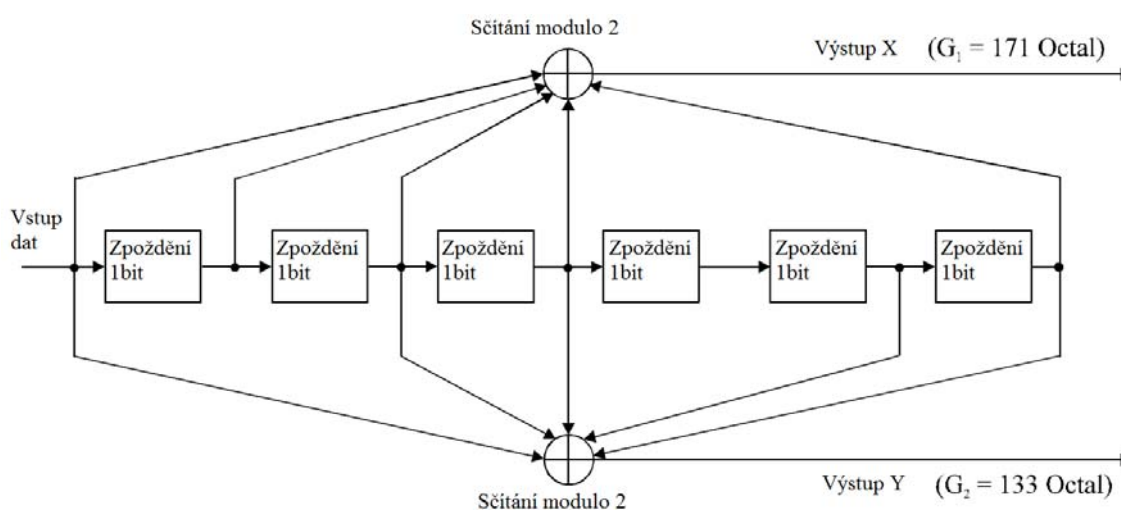 Sčítání modulo 2
Výstup X (G₁ = 171 Octal)
Vstup
dat
Zpoždění
1bit
Zpoždění
1bit
Zpoždění
1bit
Zpoždění
1bit
Zpoždění
1bit
Zpoždění
1bit
Výstup Y (G₂ = 133 Octal)
Sčítání modulo 2